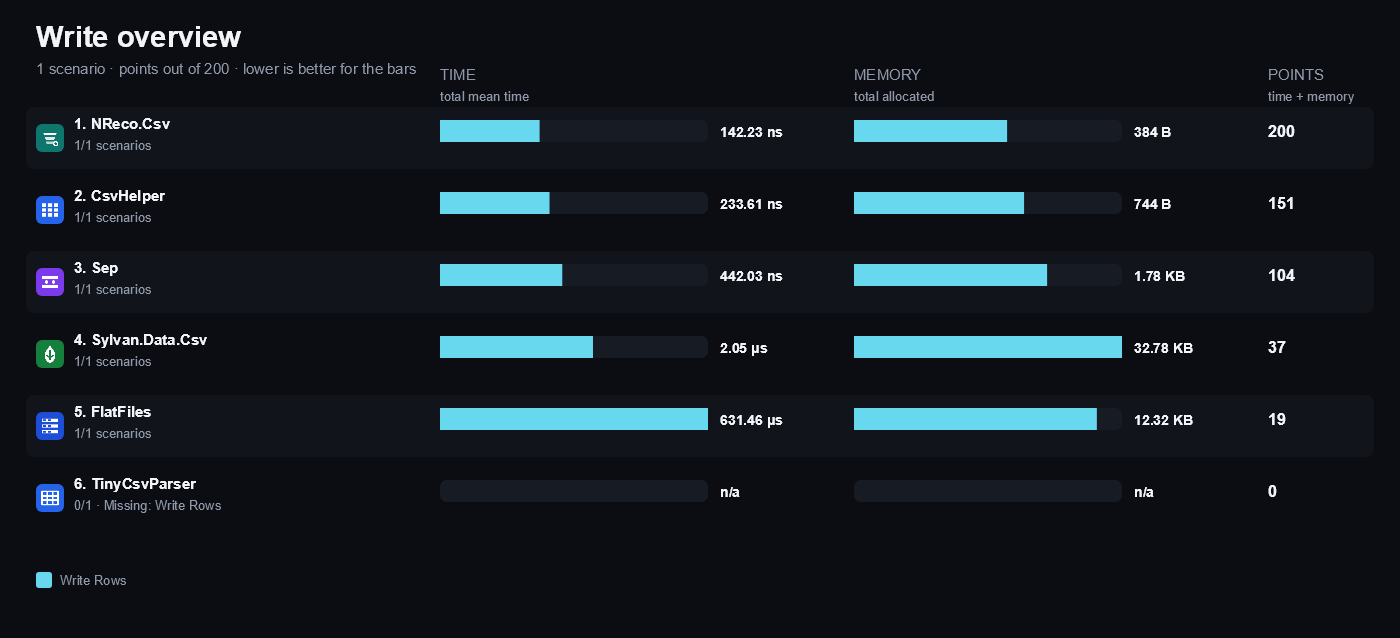 Write overview
1 scenario · points out of 200 · lower is better for the bars
TIME
total mean time
MEMORY
total allocated
POINTS
time + memory
1. NReco.Csv
1/1 scenarios
142.23 ns
384 B
200
2. CsvHelper
1/1 scenarios
233.61 ns
744 B
151
3. Sep
1/1 scenarios
442.03 ns
1.78 KB
104
4. Sylvan.Data.Csv
1/1 scenarios
2.05 µs
32.78 KB
37
5. FlatFiles
1/1 scenarios
631.46 µs
12.32 KB
19
6. TinyCsvParser
0/1 · Missing: Write Rows
n/a
n/a
0
Write Rows